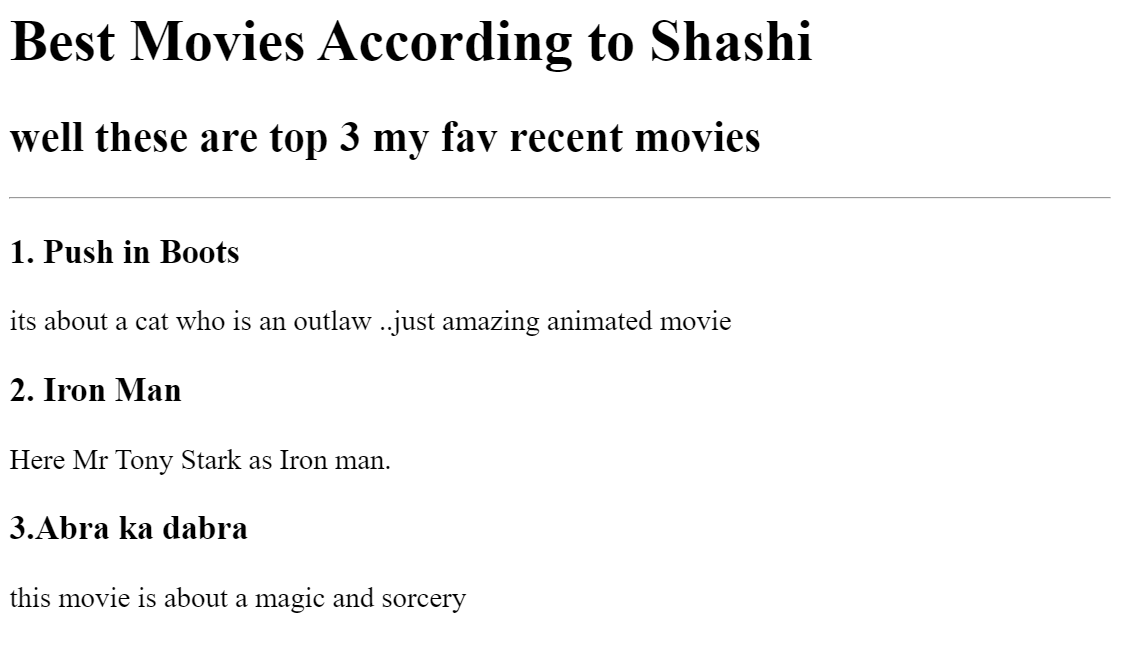 Best Movies According to Shashi
well these are top 3 my fav recent movies
1. Push in Boots
its about a cat who is an outlaw ..just amazing animated movie
2. Iron Man
Here Mr Tony Stark as Iron man.
3.Abra ka dabra
this movie is about a magic and sorcery